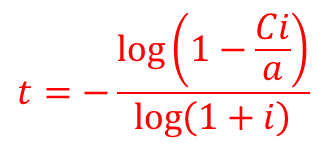 t = − log(1 − Ci/a) / log(1 + i)